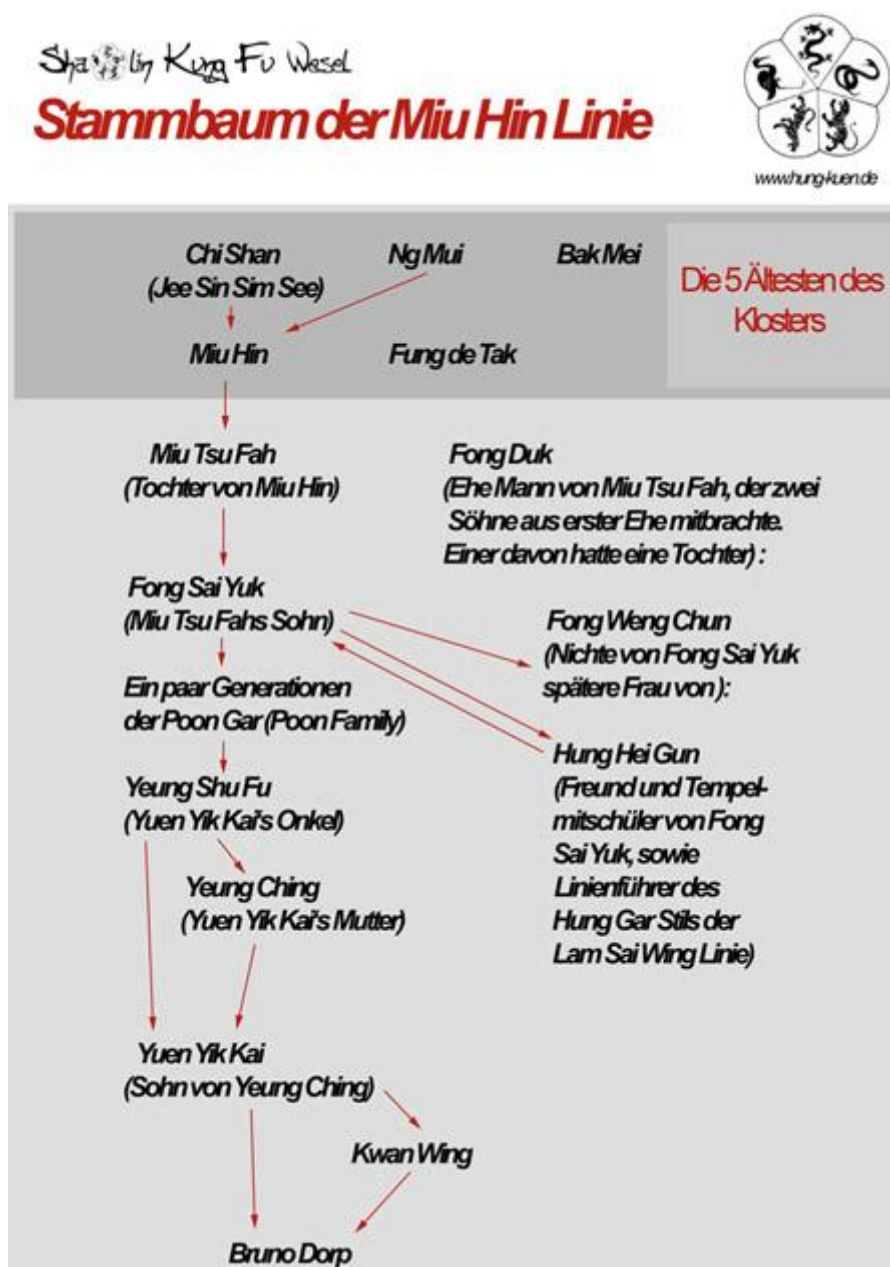 Shaolin Kung Fu Wesel
Stammbaum der Miu Hin Linie
www.hung-kuen.de
Chi Shan
(Jee Sin Sim See)
Ng Mui
Bak Mei
Die 5 Ältesten des
Klosters
Miu Hin
Fung de Tak
Miu Tsu Fah
(Tochter von Miu Hin)
Fong Duk
(Ehe Mann von Miu Tsu Fah, der zwei
Söhne aus erster Ehe mitbrachte.
Einer davon hatte eine Tochter) :
Fong Sai Yuk
(Miu Tsu Fahs Sohn)
Fong Weng Chun
(Nichte von Fong Sai Yuk
spätere Frau von ):
Ein paar Generationen
der Poon Gar (Poon Family)
Hung Hei Gun
(Freund und Tempel-
mitschüler von Fong
Sai Yuk, sowie
Linienführer des
Hung Gar Stils der
Lam Sai Wing Linie)
Yeung Shu Fu
(Yuen Yik Kai's Onkel)
Yeung Ching
(Yuen Yik Kai's Mutter)
Yuen Yik Kai
(Sohn von Yeung Ching)
Kwan Wing
Bruno Dorp